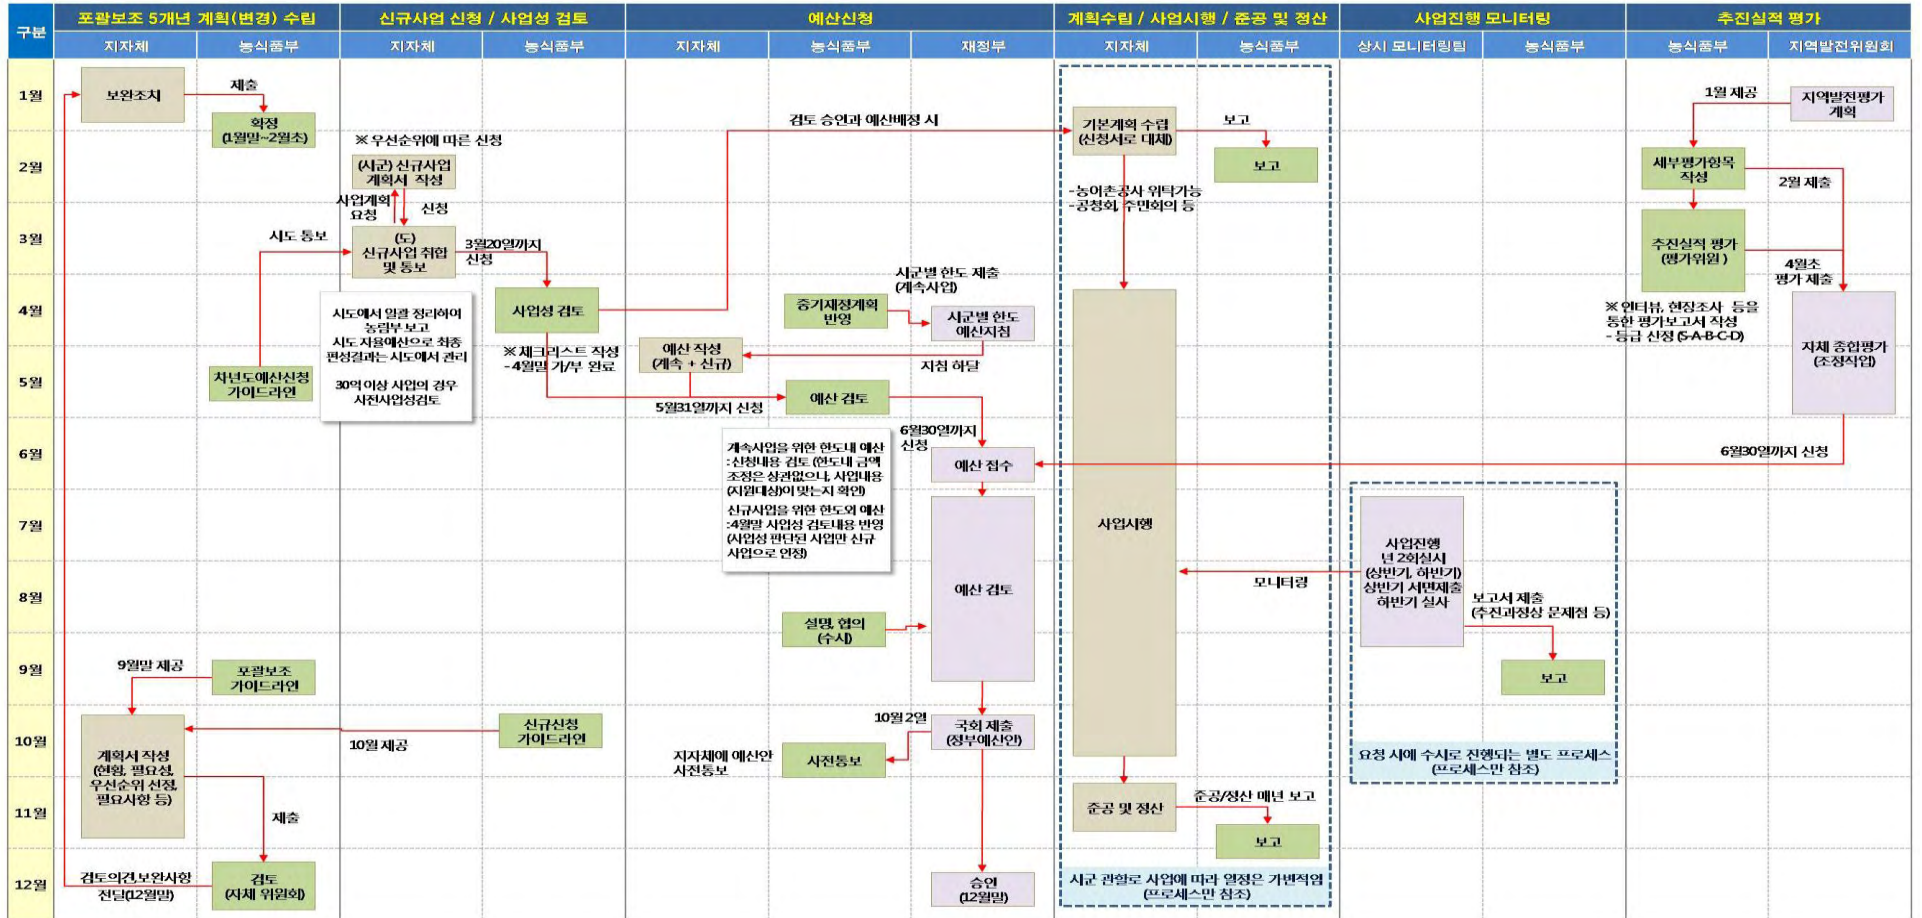 구분
포괄보조 5개년 계획(변경) 수립
신규사업 신청 / 사업성 검토
예산신청
계획수립 / 사업시행 / 준공 및 정산
사업진행 모니터링
추진실적 평가
지자체
농식품부
지자체
농식품부
지자체
농식품부
재정부
지자체
농식품부
상시 모니터링팀
농식품부
농식품부
지역발전위원회
1월
2월
3월
4월
5월
6월
7월
8월
9월
10월
11월
12월
보완조치
제출
확정
(1월말~2월초)
시도 통보
차년도예산신청
가이드라인
9월말 제공
포괄보조
가이드라인
계획서 작성
(현황, 필요성,
우선순위 선정,
필요사항 등)
제출
검토의견,보완사항
전달(12월말)
검토
(자체 위원회)
※ 우선순위에 따른 신청
(시군) 신규사업
계획서 작성
사업계획
요청
신청
(도)
신규사업 취합
및 통보
3월20일까지
신청
시도에서 일괄 정리하여
농림부 보고
시도 자율예산으로 최종
편성결과는 시도에서 관리
30억 이상 사업의 경우
사전사업성검토
사업성 검토
※ 체크리스트 작성
- 4월말 가/부 완료
10월 제공
신규신청
가이드라인
검토 승인과 예산배정 시
시군별 한도 제출
(계속사업)
중기재정계획
반영
시군별 한도
예산지침
예산 작성
(계속 + 신규)
지침 하달
5월31일까지 신청
예산 검토
6월30일까지
신청
계속사업을 위한 한도내 예산
: 신청내용 검토 (한도내 금액
조정은 상관없으나, 사업내용
(지원대상)이 맞는지 확인)
신규사업을 위한 한도외 예산
:4월말 사업성 검토내용 반영
(사업성 판단된 사업만 신규
사업으로 인정)
예산 접수
예산 검토
설명, 협의
(수시)
10월 2일
국회 제출
(정부예산안)
지자체에 예산안
사전통보
사전통보
승인
(12월말)
기본계획 수립
(신청서로 대체)
보고
보고
-농어촌공사 위탁가능
-공청회, 주민회의 등
사업시행
준공 및 정산
준공/정산 매년 보고
보고
시군 관할로 사업에 따라 일정은 가변적임
(프로세스만 참조)
모니터링
사업진행
년 2회실시
(상반기, 하반기)
상반기 서면제출
하반기 실사
보고서 제출
(추진과정상 문제점 등)
보고
요청 시에 수시로 진행되는 별도 프로세스
(프로세스만 참조)
1월 제공
지역발전평가
계획
세부평가항목
작성
2월 제출
추진실적 평가
(평가위원 )
4월초
평가 제출
※ 인터뷰, 현장조사 등을
통한 평가보고서 작성
- 등급 산정 (S-A-B-C-D)
자체 종합평가
(조정작업)
6월30일까지 신청